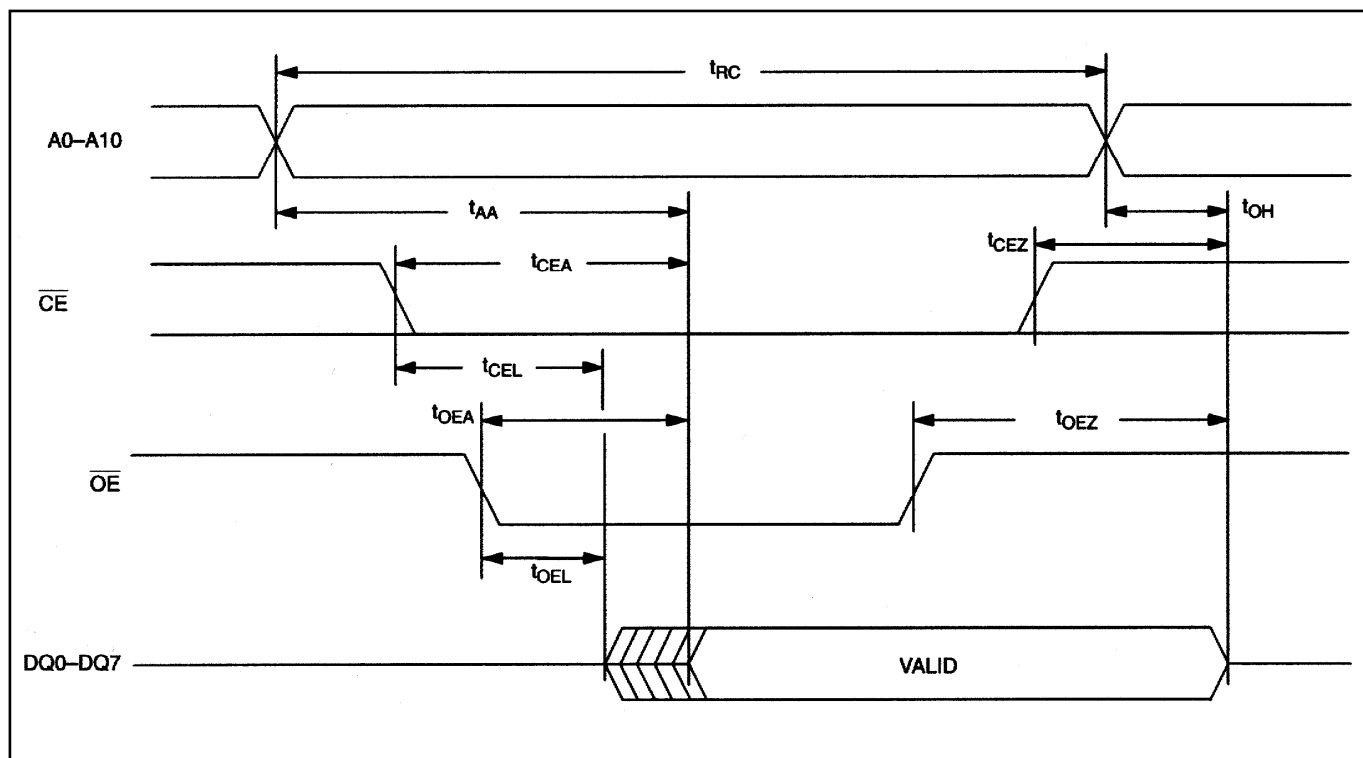 tRC
A0–A10
tAA
tOH
tCEZ
tCEA
CE
tCEL
tOEA
tOEZ
OE
tOEL
DQ0–DQ7
VALID